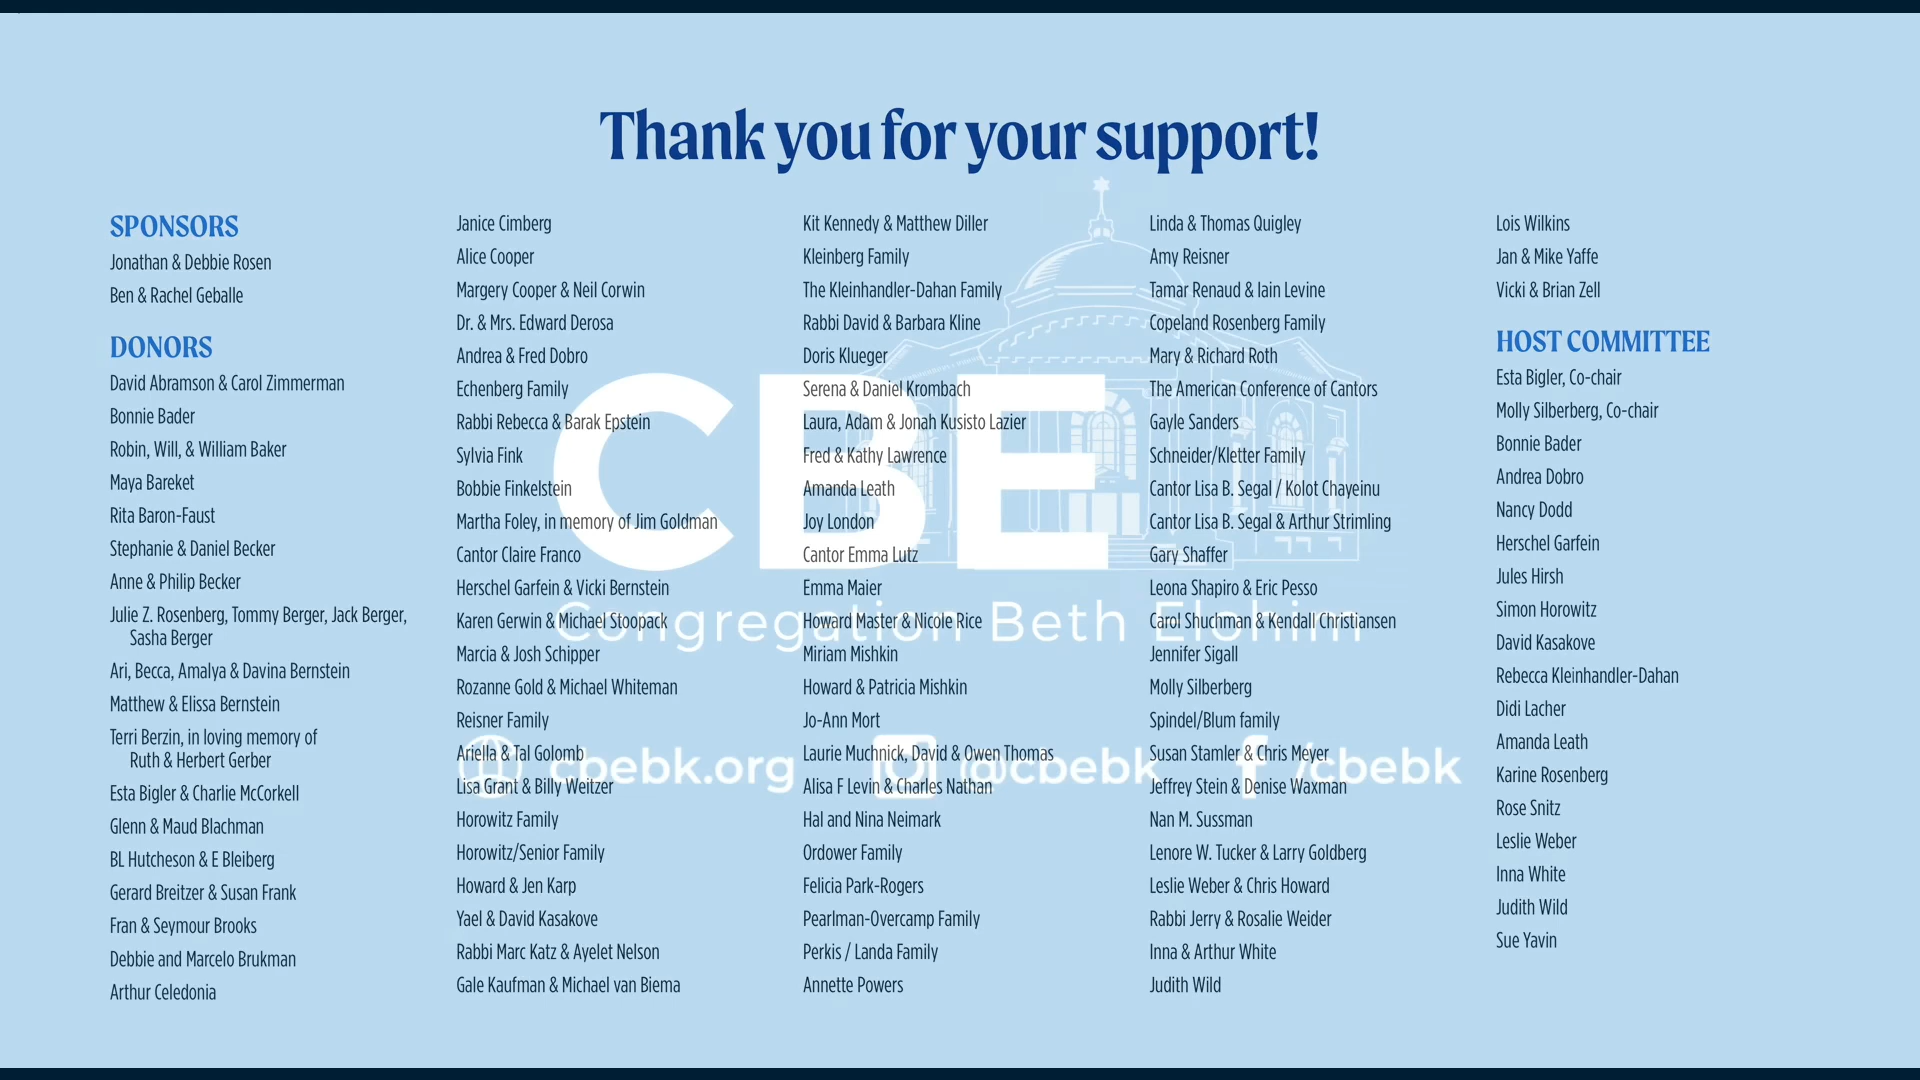 Thank you for your support!
SPONSORS
Jonathan & Debbie Rosen
Ben & Rachel Geballe
DONORS
David Abramson & Carol Zimmerman
Bonnie Bader
Robin, Will, & William Baker
Maya Bareket
Rita Baron-Faust
Stephanie & Daniel Becker
Anne & Philip Becker
Julie Z. Rosenberg, Tommy Berger, Jack Berger,
Sasha Berger
Ari, Becca, Amalya & Davina Bernstein
Matthew & Elissa Bernstein
Terri Berzin, in loving memory of
Ruth & Herbert Gerber
Esta Bigler & Charlie McCorkell
Glenn & Maud Blachman
BL Hutcheson & E Bleiberg
Gerard Breitzer & Susan Frank
Fran & Seymour Brooks
Debbie and Marcelo Brukman
Arthur Celedonia
Janice Cimberg
Alice Cooper
Margery Cooper & Neil Corwin
Dr. & Mrs. Edward Derosa
Andrea & Fred Dobro
Echenberg Family
Rabbi Rebecca & Barak Epstein
Sylvia Fink
Bobbie Finkelstein
Martha Foley, in memory of Jim Goldman
Cantor Claire Franco
Herschel Garfein & Vicki Bernstein
Karen Gerwin & Michael Stoopack
Marcia & Josh Schipper
Rozanne Gold & Michael Whiteman
Reisner Family
Ariella & Tal Golomb
Lisa Grant & Billy Weitzer
Horowitz Family
Horowitz/Senior Family
Howard & Jen Karp
Yael & David Kasakove
Rabbi Marc Katz & Ayelet Nelson
Gale Kaufman & Michael van Biema
Kit Kennedy & Matthew Diller
Kleinberg Family
The Kleinhandler-Dahan Family
Rabbi David & Barbara Kline
Doris Klueger
Serena & Daniel Krombach
Laura, Adam & Jonah Kusisto Lazier
Fred & Kathy Lawrence
Amanda Leath
Joy London
Cantor Emma Lutz
Emma Maier
Howard Master & Nicole Rice
Miriam Mishkin
Howard & Patricia Mishkin
Jo-Ann Mort
Laurie Muchnick, David & Owen Thomas
Alisa F Levin & Charles Nathan
Hal and Nina Neimark
Ordower Family
Felicia Park-Rogers
Pearlman-Overcamp Family
Perkis / Landa Family
Annette Powers
Linda & Thomas Quigley
Amy Reisner
Tamar Renaud & Iain Levine
Copeland Rosenberg Family
Mary & Richard Roth
The American Conference of Cantors
Gayle Sanders
Schneider/Kletter Family
Cantor Lisa B. Segal / Kolot Chayeinu
Cantor Lisa B. Segal & Arthur Strimling
Gary Shaffer
Leona Shapiro & Eric Pesso
Carol Shuchman & Kendall Christiansen
Jennifer Sigall
Molly Silberberg
Spindel/Blum family
Susan Stamler & Chris Meyer
Jeffrey Stein & Denise Waxman
Nan M. Sussman
Lenore W. Tucker & Larry Goldberg
Leslie Weber & Chris Howard
Rabbi Jerry & Rosalie Weider
Inna & Arthur White
Judith Wild
Lois Wilkins
Jan & Mike Yaffe
Vicki & Brian Zell
HOST COMMITTEE
Esta Bigler, Co-chair
Molly Silberberg, Co-chair
Bonnie Bader
Andrea Dobro
Nancy Dodd
Herschel Garfein
Jules Hirsh
Simon Horowitz
David Kasakove
Rebecca Kleinhandler-Dahan
Didi Lacher
Amanda Leath
Karine Rosenberg
Rose Snitz
Leslie Weber
Inna White
Judith Wild
Sue Yavin
CBE
Congregation Beth Elohim
cbebk.org @cbebk /cbebk